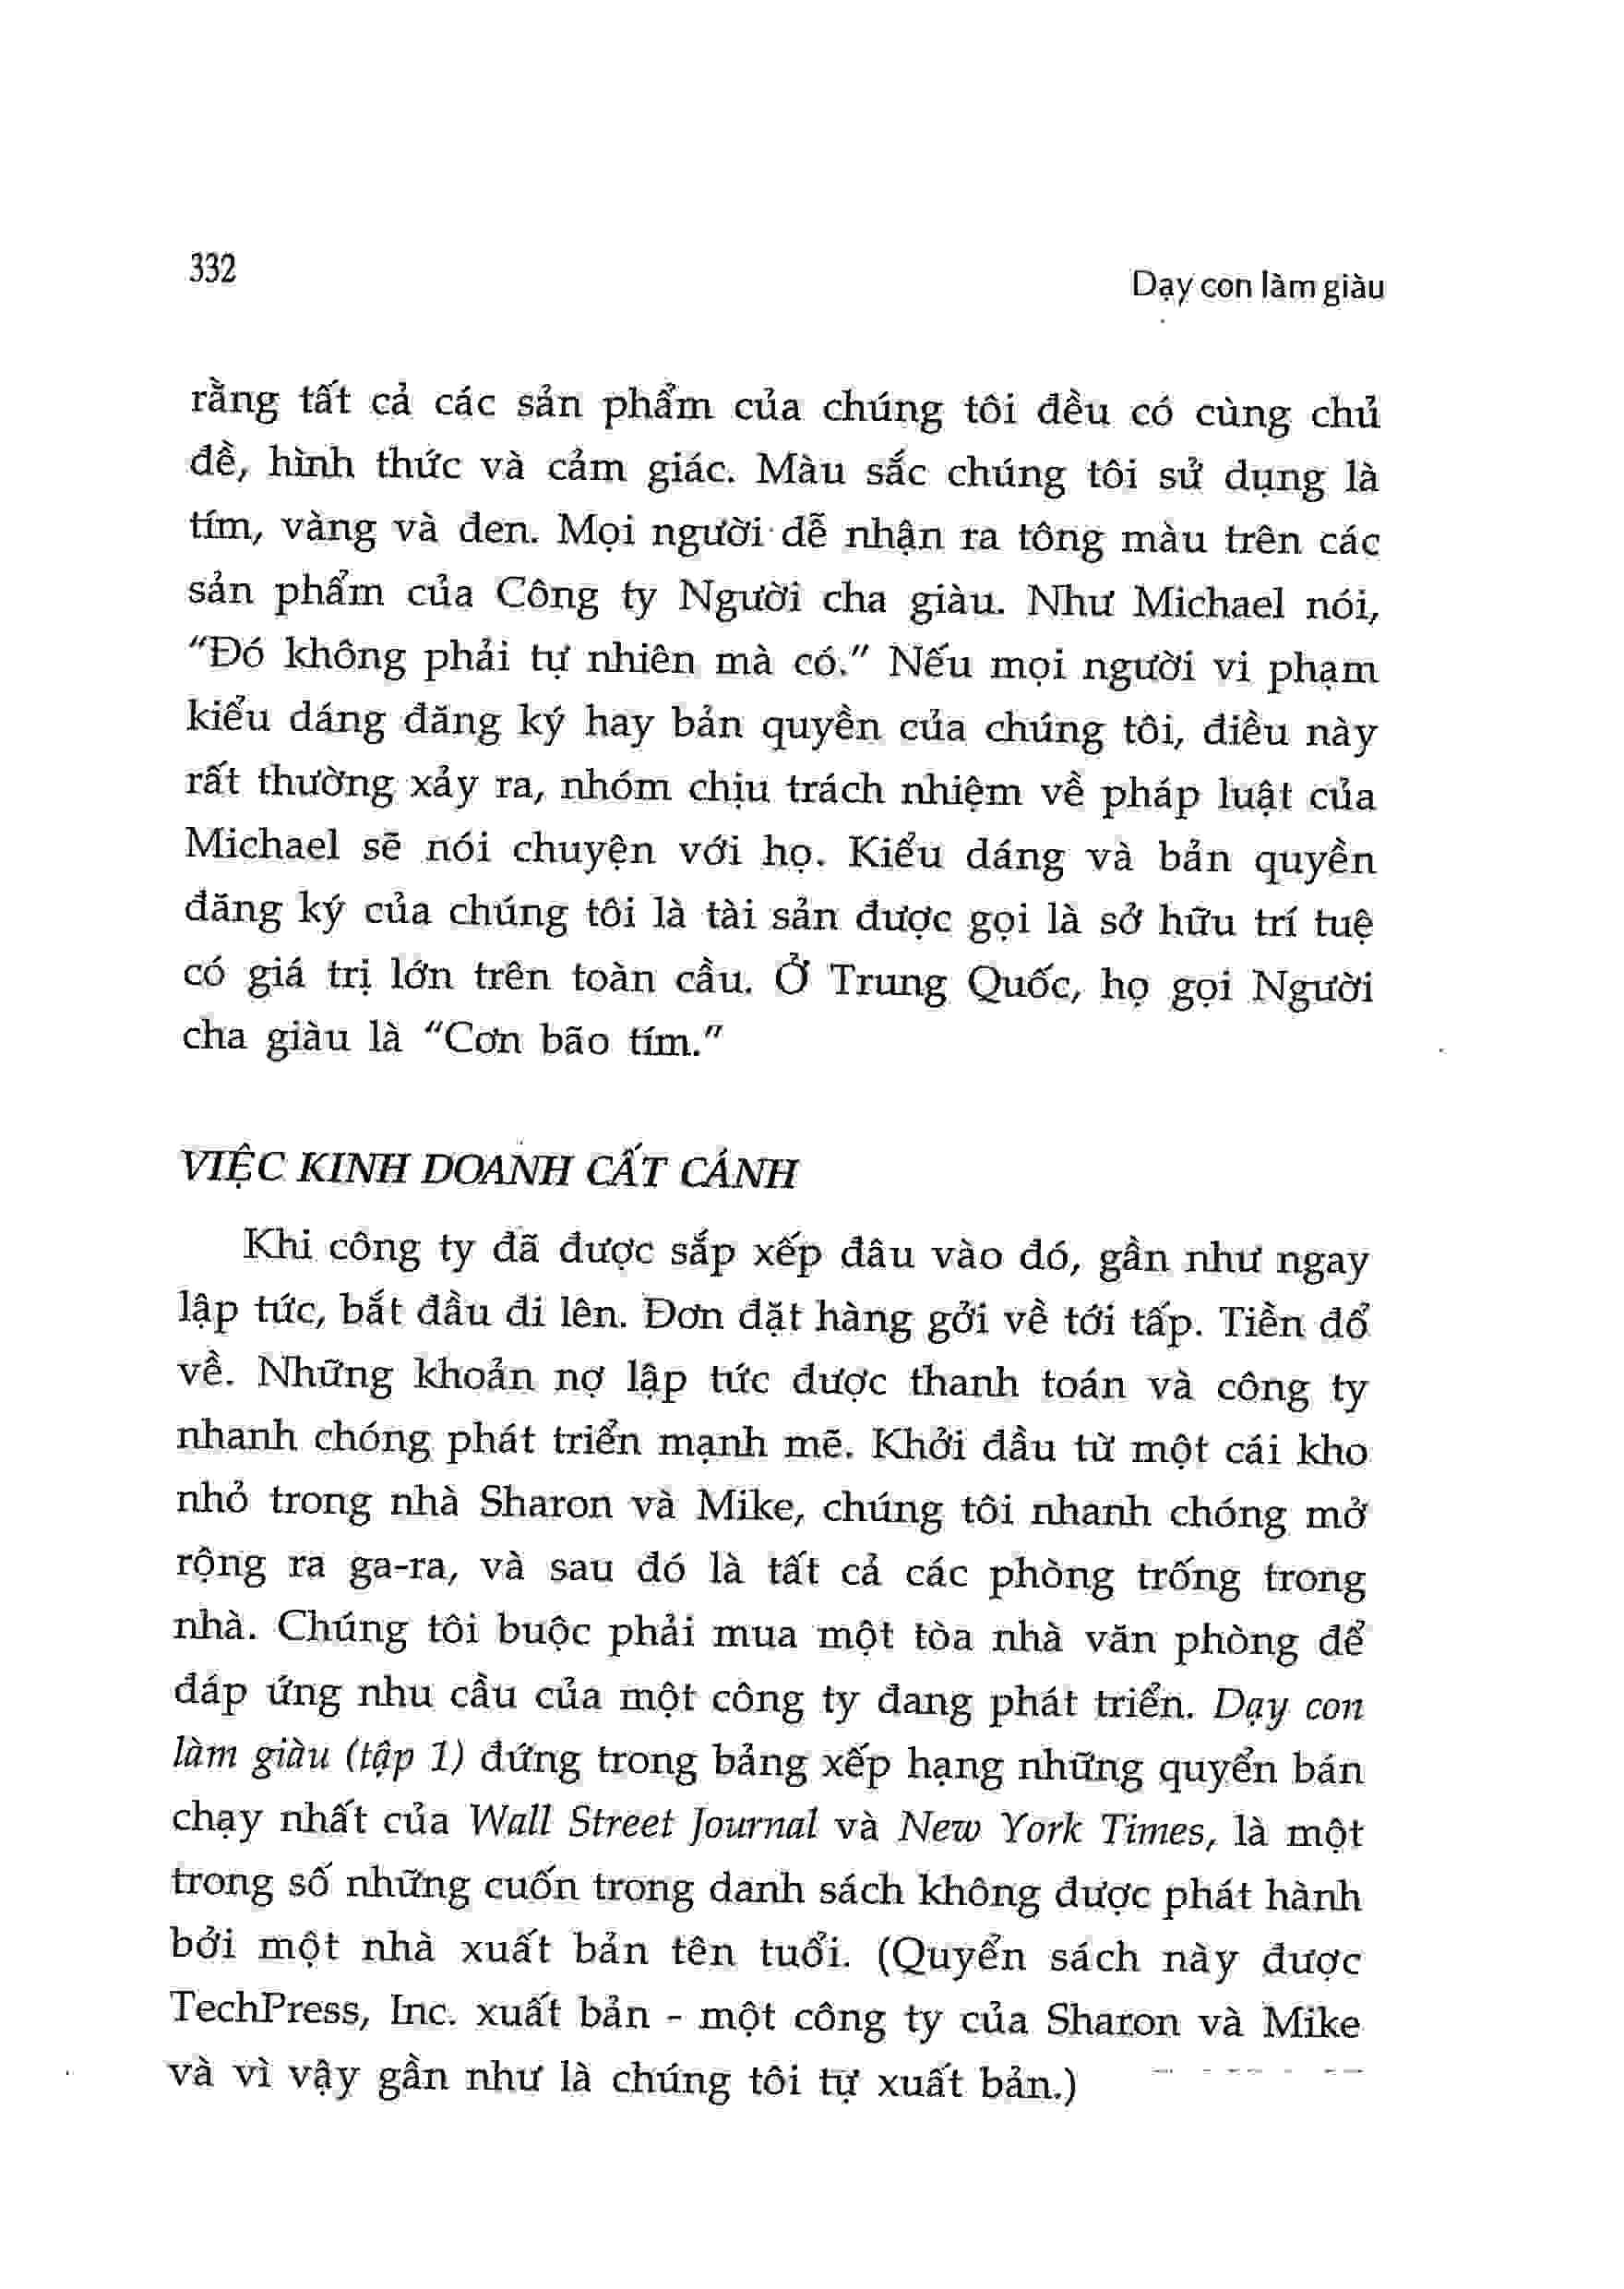 332
Dạy con làm giàu
rằng tất cả các sản phẩm của chúng tôi đều có cùng chủ
đề, hình thức và cảm giác. Màu sắc chúng tôi sử dụng là
tím, vàng và đen. Mọi người dễ nhận ra tông màu trên các
sản phẩm của Công ty Người cha giàu. Như Michael nói,
“Đó không phải tự nhiên mà có.” Nếu mọi người vi phạm
kiểu dáng đăng ký hay bản quyền của chúng tôi, điều này
rất thường xảy ra, nhóm chịu trách nhiệm về pháp luật của
Michael sẽ nói chuyện với họ. Kiểu dáng và bản quyền
đăng ký của chúng tôi là tài sản được gọi là sở hữu trí tuệ
có giá trị lớn trên toàn cầu. Ở Trung Quốc, họ gọi Người
cha giàu là “Cơn bão tím.”
VIỆC KINH DOANH CẤT CÁNH
Khi công ty đã được sắp xếp đâu vào đó, gần như ngay
lập tức, bắt đầu đi lên. Đơn đặt hàng gởi về tới tấp. Tiền đổ
về. Những khoản nợ lập tức được thanh toán và công ty
nhanh chóng phát triển mạnh mẽ. Khởi đầu từ một cái kho
nhỏ trong nhà Sharon và Mike, chúng tôi nhanh chóng mở
rộng ra ga-ra, và sau đó là tất cả các phòng trống trong
nhà. Chúng tôi buộc phải mua một tòa nhà văn phòng để
đáp ứng nhu cầu của một công ty đang phát triển. Dạy con
làm giàu (tập 1) đứng trong bảng xếp hạng những quyển bán
chạy nhất của Wall Street Journal và New York Times, là một
trong số những cuốn trong danh sách không được phát hành
bởi một nhà xuất bản tên tuổi. (Quyển sách này được
TechPress, Inc. xuất bản - một công ty của Sharon và Mike
và vì vậy gần như là chúng tôi tự xuất bản.)